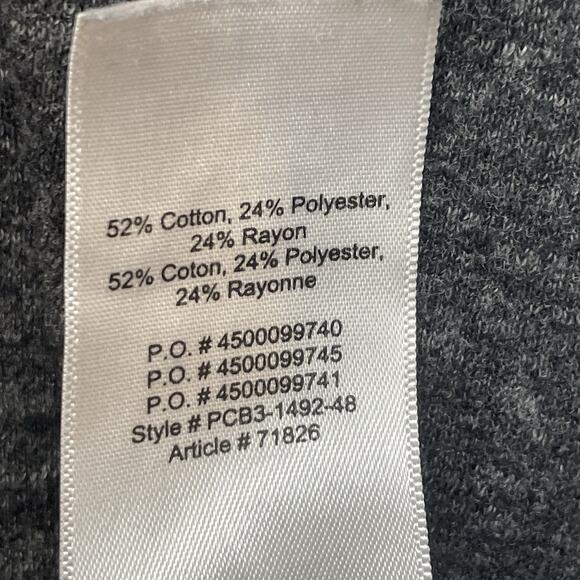 52% Cotton, 24% Polyester,
24% Rayon
52% Coton, 24% Polyester,
24% Rayonne
P.O. # 4500099740
P.O. # 4500099745
P.O. # 4500099741
Style # PCB3-1492-48
Article # 71826